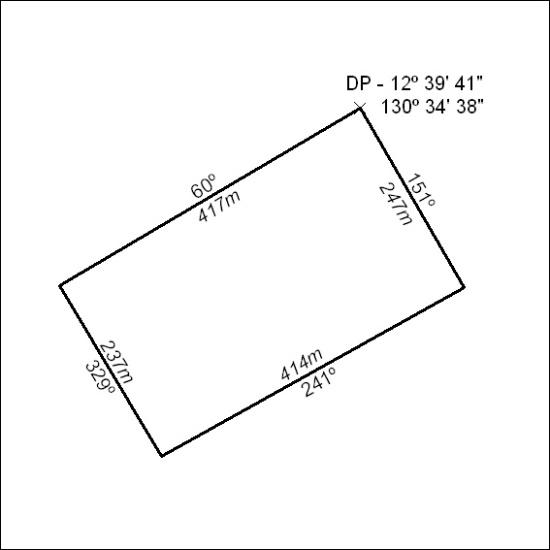 DP - 12º 39' 41"
130º 34' 38"
60º
417m
151º
247m
237m
329º
414m
241º